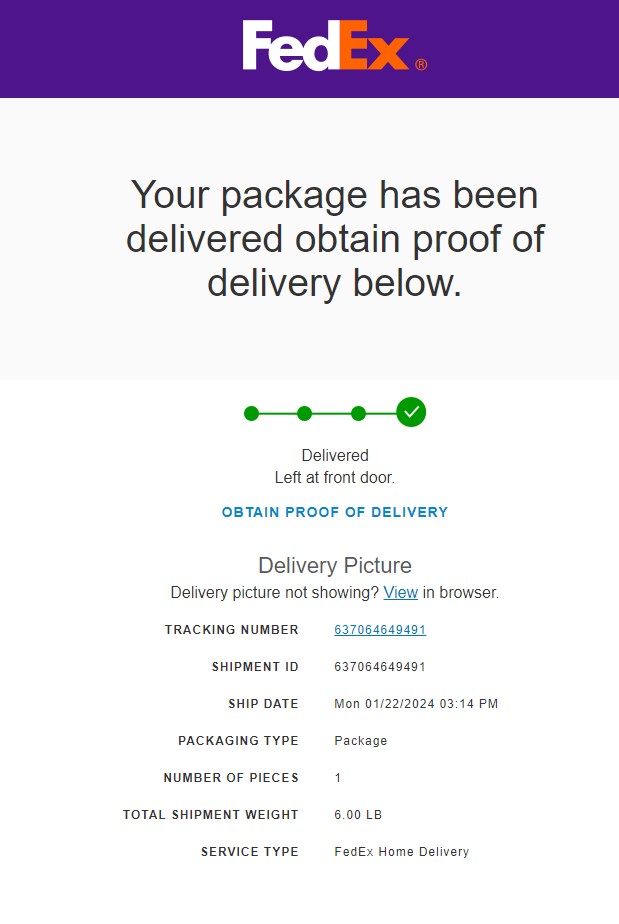 FedEx®
Your package has been
delivered obtain proof of
delivery below.
Delivered
Left at front door.
OBTAIN PROOF OF DELIVERY
Delivery Picture
Delivery picture not showing? View in browser.
TRACKING NUMBER 637064649491
SHIPMENT ID 637064649491
SHIP DATE Mon 01/22/2024 03:14 PM
PACKAGING TYPE Package
NUMBER OF PIECES 1
TOTAL SHIPMENT WEIGHT 6.00 LB
SERVICE TYPE FedEx Home Delivery